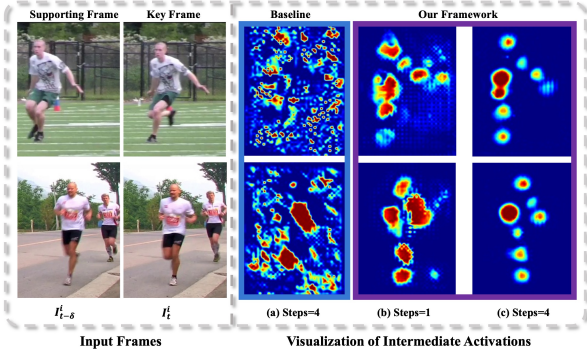 Supporting Frame
Key Frame
Baseline
Our Framework
I^i_{t−δ}
I^i_t
(a) Steps=4
(b) Steps=1
(c) Steps=4
Input Frames
Visualization of Intermediate Activations